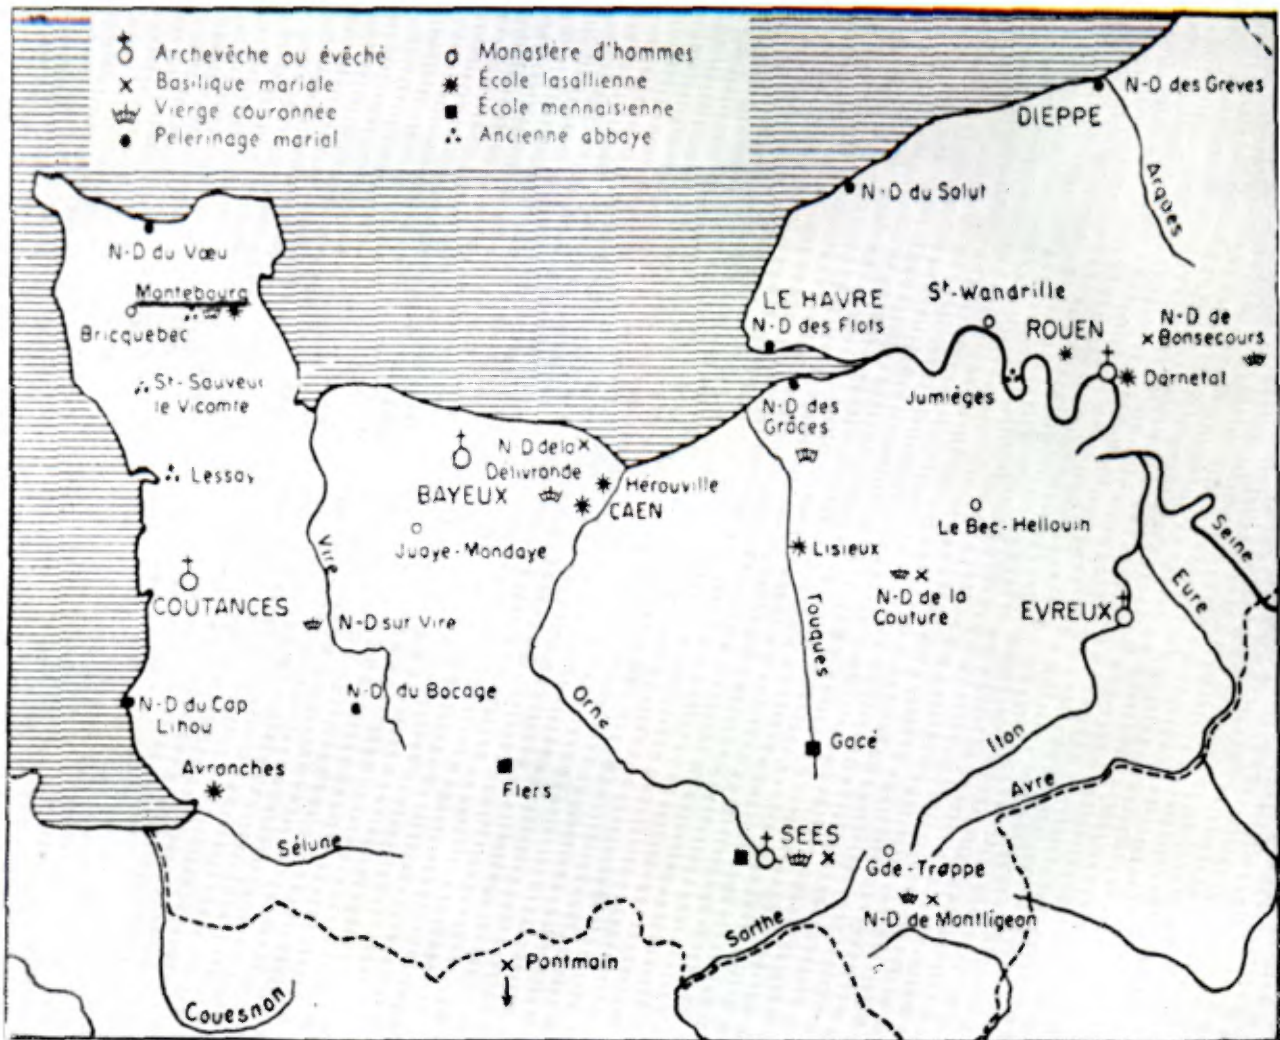 Archevêche ou évêché
Basilique mariale
Vierge couronnée
Pelerinage marial
Monastère d'hommes
École lasallienne
École mennaisienne
Ancienne abbaye
N-D des Greves
DIEPPE
Arques
N-D du Salut
N-D du Vœu
Montebourg
Bricquebec
St-Sauveur
le Vicomte
Lessay
LE HAVRE
N-D des Flots
St-Wandrille
ROUEN
N-D de
Bonsecours
Darnetal
Jumièges
N-D des
Grâces
N-D de la
Délivrande
BAYEUX
Hérouville
CAEN
Juaye-Mondaye
Le Bec-Hellouin
Seine
Vire
Lisieux
COUTANCES
N-D sur Vire
N-D de la
Couture
EVREUX
Eure
Touques
N-D du Cap
Lihou
N-D du Bocage
Orne
Gacé
Iton
Avre
Avranches
Flers
Sélune
SEES
Gde-Trappe
N-D de Montligeon
Sarthe
Pontmain
Couesnon